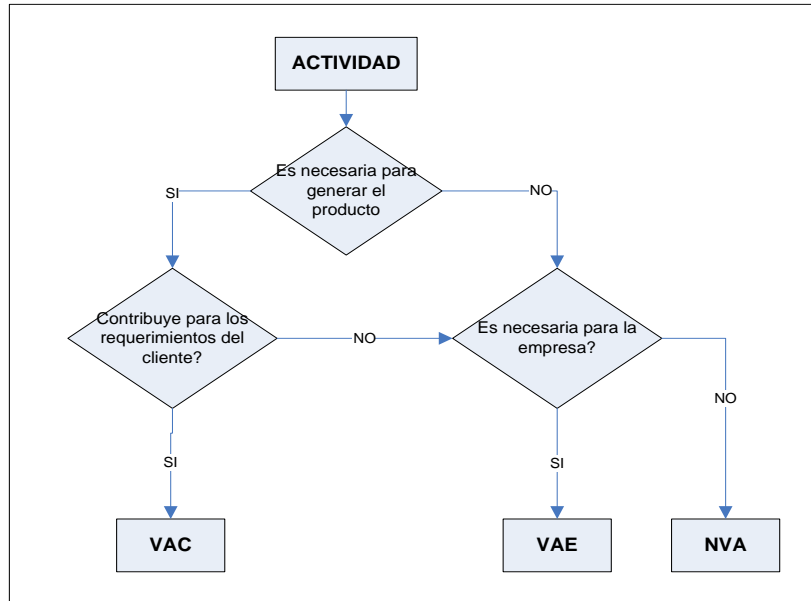 ACTIVIDAD
Es necesaria para
generar el
producto
SI
NO
Contribuye para los
requerimientos del
cliente?
NO
Es necesaria para la
empresa?
NO
SI
SI
VAC
VAE
NVA